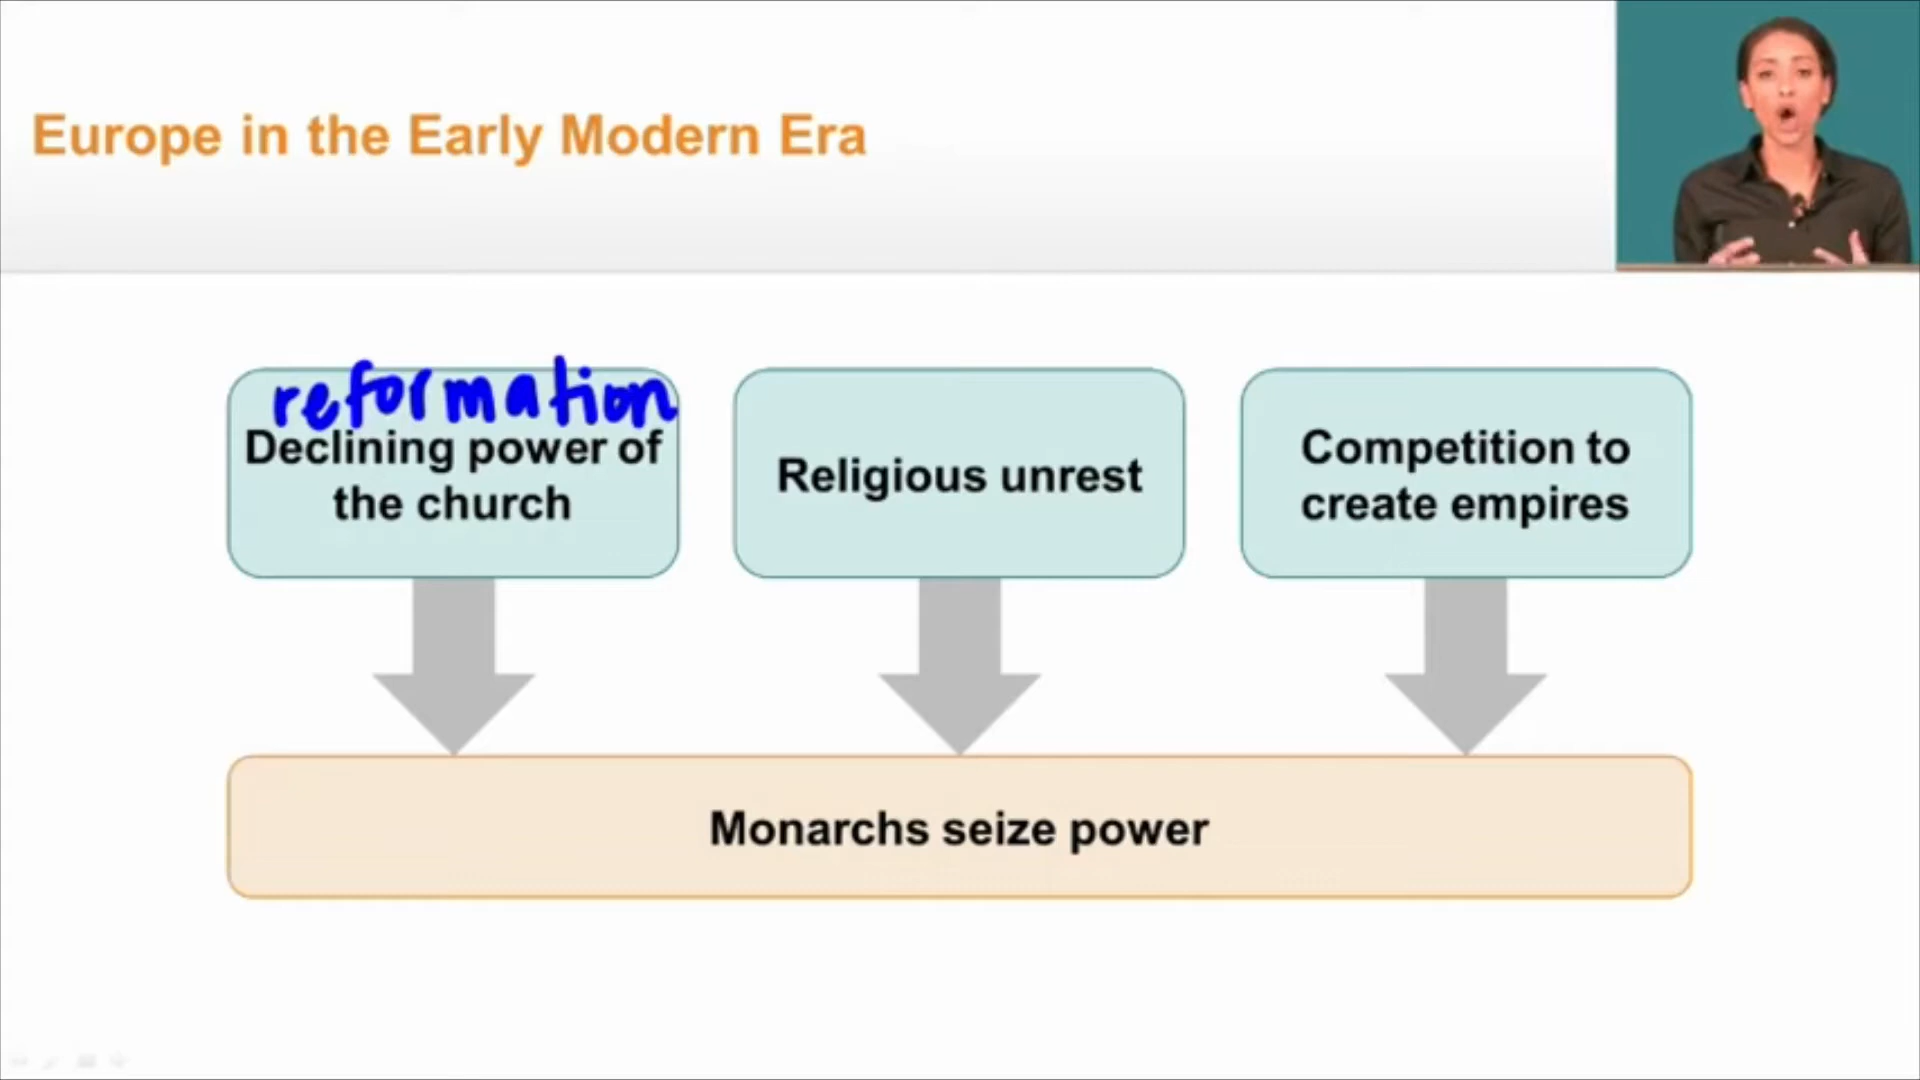 Europe in the Early Modern Era
reformation
Declining power of
the church
Religious unrest
Competition to
create empires
Monarchs seize power